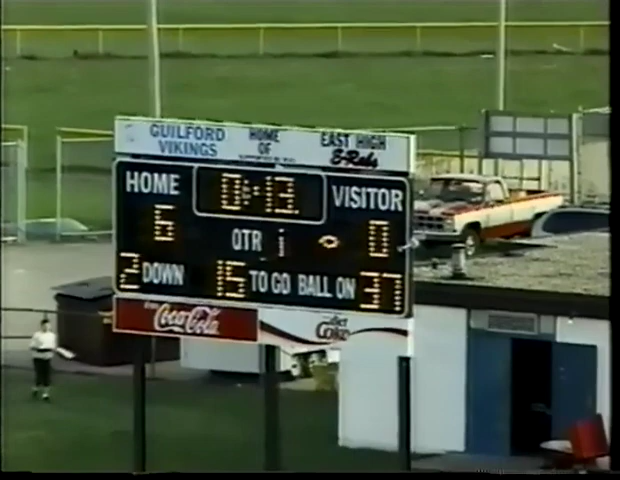 GUILFORD VIKINGS
HOME OF
EAST HIGH E-Rabs
HOME 0:13 VISITOR
6 QTR 1 0
2 DOWN 15 TO GO BALL ON 37
Coca-Cola
diet Coke